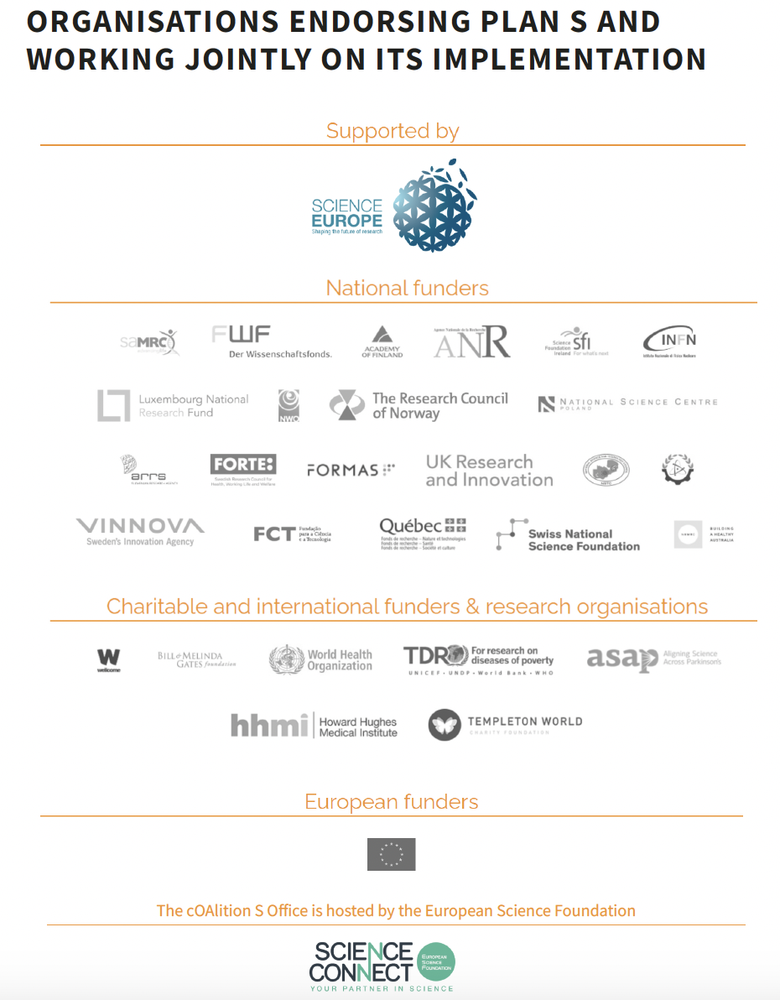 ORGANISATIONS ENDORSING PLAN S AND
WORKING JOINTLY ON ITS IMPLEMENTATION
Supported by
SCIENCE
EUROPE
Shaping the future of research
National funders
saMRC
FWF
Der Wissenschaftsfonds.
ACADEMY
OF FINLAND
Agence Nationale de la Recherche
ANR
Science
Foundation
Ireland
sfi
For what's next
INFN
Istituto Nazionale di Fisica Nucleare
Luxembourg National
Research Fund
NWO
The Research Council
of Norway
NATIONAL SCIENCE CENTRE
POLAND
arrs
SLOVENIAN RESEARCH AGENCY
FORTE:
Swedish Research Council for
Health, Working Life and Welfare
FORMAS
UK Research
and Innovation
VINNOVA
Sweden's Innovation Agency
FCT
Fundação
para a Ciência
e a Tecnologia
Québec
Fonds de recherche – Nature et technologies
Fonds de recherche – Santé
Fonds de recherche – Société et culture
Swiss National
Science Foundation
NHMRC
BUILDING
A HEALTHY
AUSTRALIA
Charitable and international funders & research organisations
W
wellcome
BILL & MELINDA
GATES foundation
World Health
Organization
TDR
For research on
diseases of poverty
UNICEF • UNDP • World Bank • WHO
asap
Aligning Science
Across Parkinson's
hhmi
Howard Hughes
Medical Institute
TEMPLETON WORLD
CHARITY FOUNDATION
European funders
The cOAlition S Office is hosted by the European Science Foundation
SCIENCE
CONNECT
EUROPEAN
SCIENCE
FOUNDATION
YOUR PARTNER IN SCIENCE